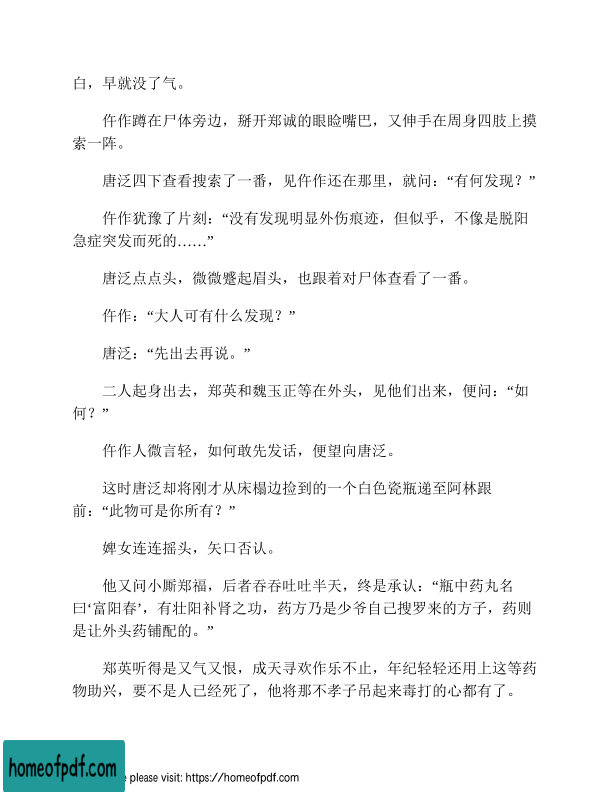 白，早就没了气。
仵作蹲在尸体旁边，掰开郑诚的眼睑嘴巴，又伸手在周身四肢上摸
索一阵。
唐泛四下查看搜索了一番，见仵作还在那里，就问：“有何发现？”
仵作犹豫了片刻：“没有发现明显外伤痕迹，但似乎，不像是脱阳
急症突发而死的……”
唐泛点点头，微微蹙起眉头，也跟着对尸体查看了一番。
仵作：“大人可有什么发现？”
唐泛：“先出去再说。”
二人起身出去，郑英和魏玉正等在外头，见他们出来，便问：“如
何？”
仵作人微言轻，如何敢先发话，便望向唐泛。
这时唐泛却将刚才从床榻边捡到的一个白色瓷瓶递至阿林跟
前：“此物可是你所有？”
婢女连连摇头，矢口否认。
他又问小厮郑福，后者吞吞吐吐半天，终是承认：“瓶中药丸名
曰‘富阳春’，有壮阳补肾之功，药方乃是少爷自己搜罗来的方子，药则
是让外头药铺配的。”
郑英听得是又气又恨，成天寻欢作乐不止，年纪轻轻还用上这等药
物助兴，要不是人已经死了，他将那不孝子吊起来毒打的心都有了。
homeofpdf.com
e please visit: https://homeofpdf.com